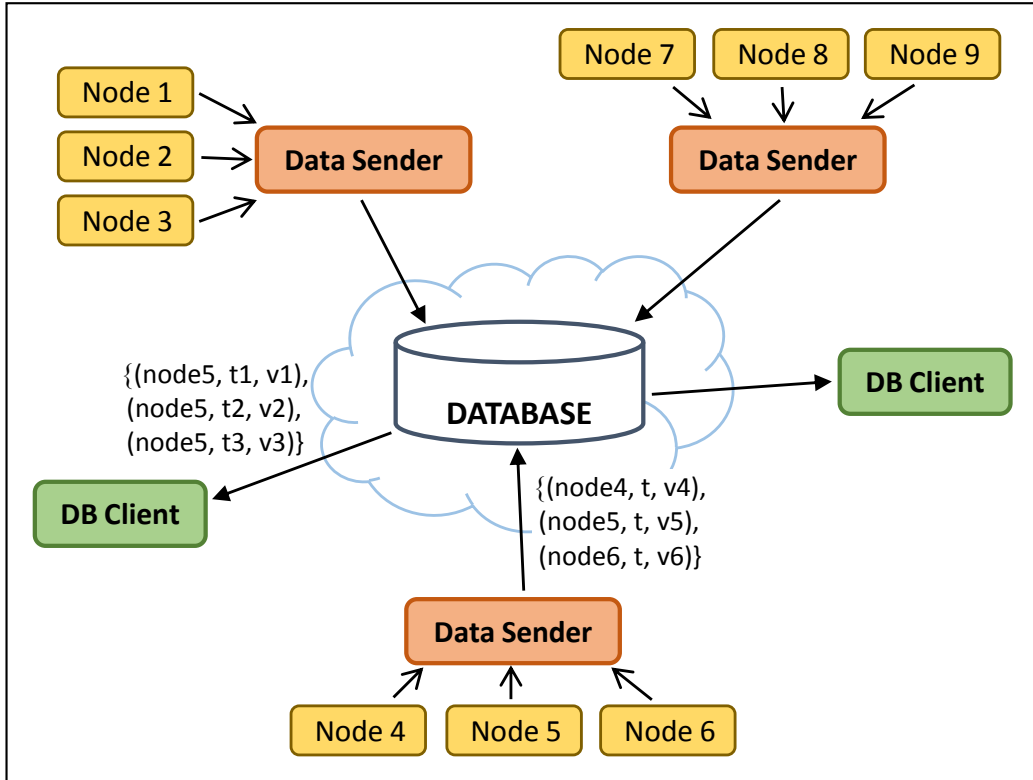 Node 7
Node 8
Node 9
Node 1
Node 2
Node 3
Data Sender
Data Sender
{(node5, t1, v1),
(node5, t2, v2),
(node5, t3, v3)}
DATABASE
DB Client
DB Client
{(node4, t, v4),
(node5, t, v5),
(node6, t, v6)}
Data Sender
Node 4
Node 5
Node 6